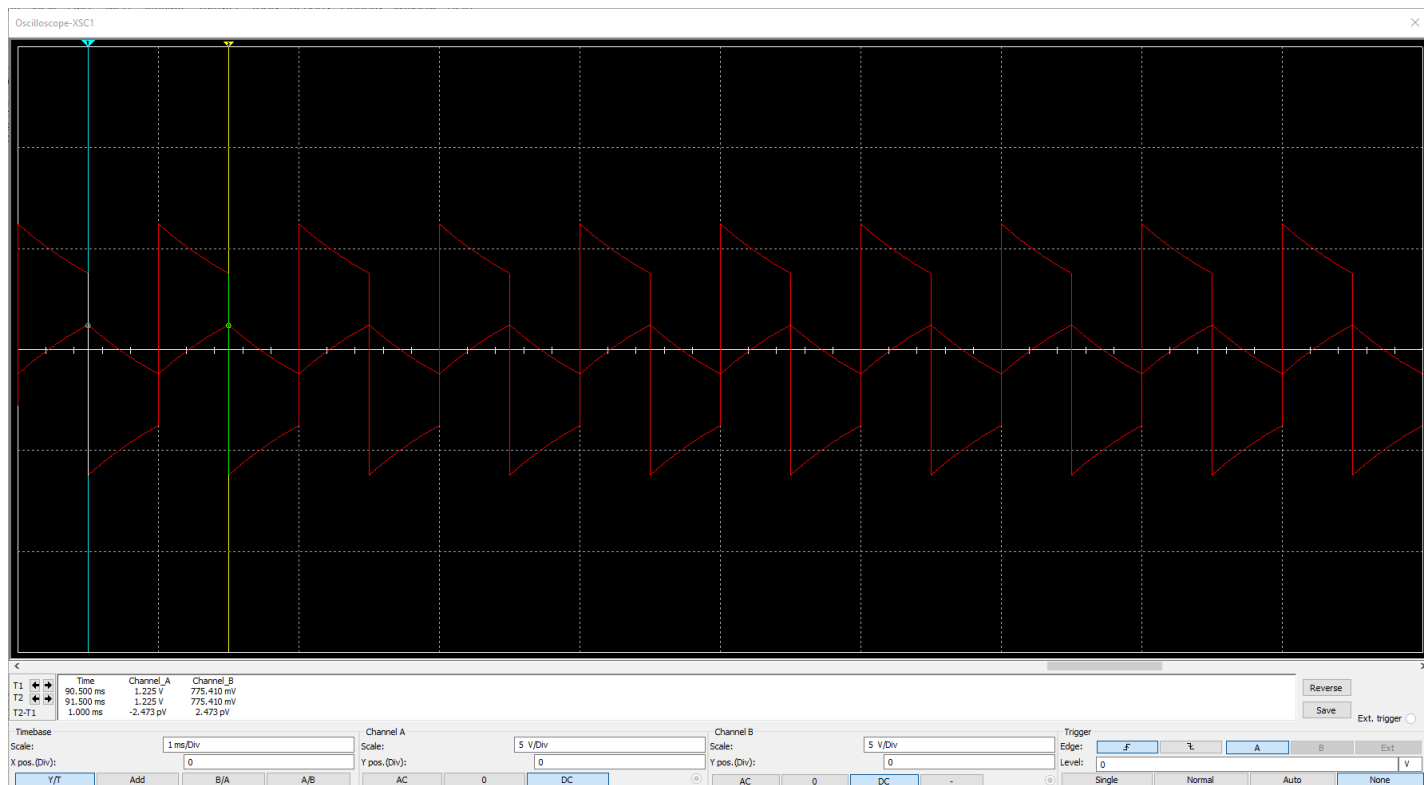 Oscilloscope-XSC1
T1
T2
T2-T1
Time Channel_A Channel_B
90.500 ms 1.225 V 775.410 mV
91.500 ms 1.225 V 775.410 mV
1.000 ms -2.473 pV 2.473 pV
Reverse
Save
Ext. trigger
Timebase
Scale: 1 ms/Div
X pos.(Div): 0
Y/T Add B/A A/B
Channel A
Scale: 5 V/Div
Y pos.(Div): 0
AC 0 DC
Channel B
Scale: 5 V/Div
Y pos.(Div): 0
AC 0 DC -
Trigger
Edge: A B Ext
Level: 0 V
Single Normal Auto None